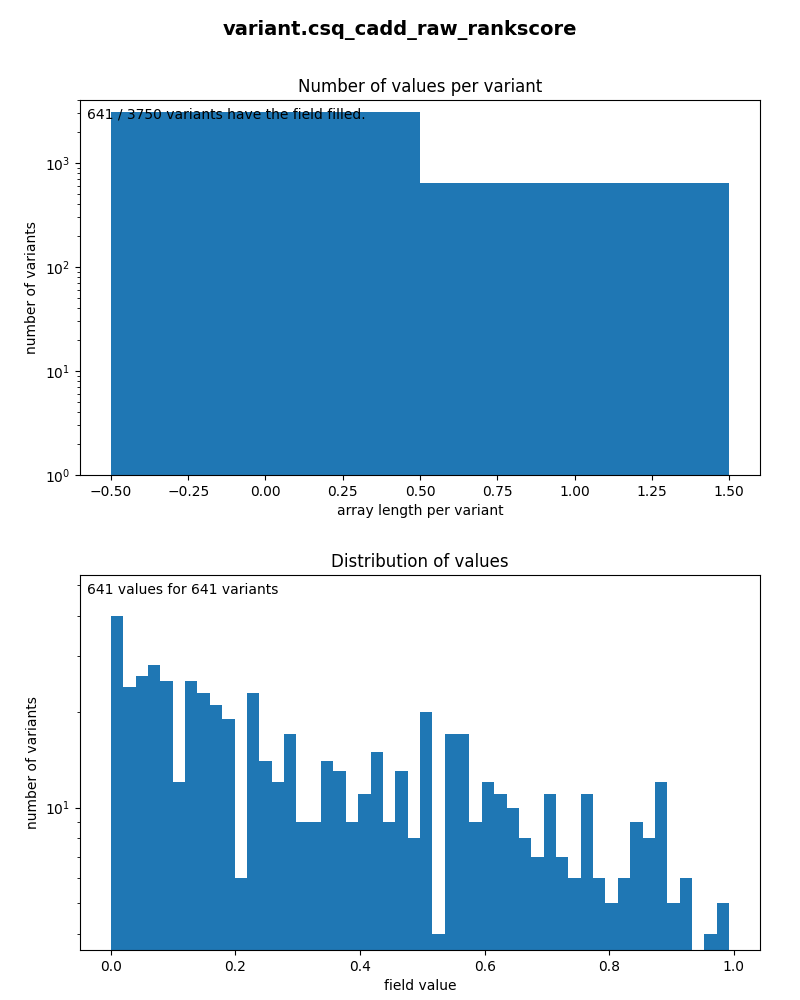 variant.csq_cadd_raw_rankscore
Number of values per variant
641 / 3750 variants have the field filled.
10³
10²
10¹
10⁰
number of variants
−0.50 −0.25 0.00 0.25 0.50 0.75 1.00 1.25 1.50
array length per variant
Distribution of values
641 values for 641 variants
10¹
number of variants
0.0 0.2 0.4 0.6 0.8 1.0
field value